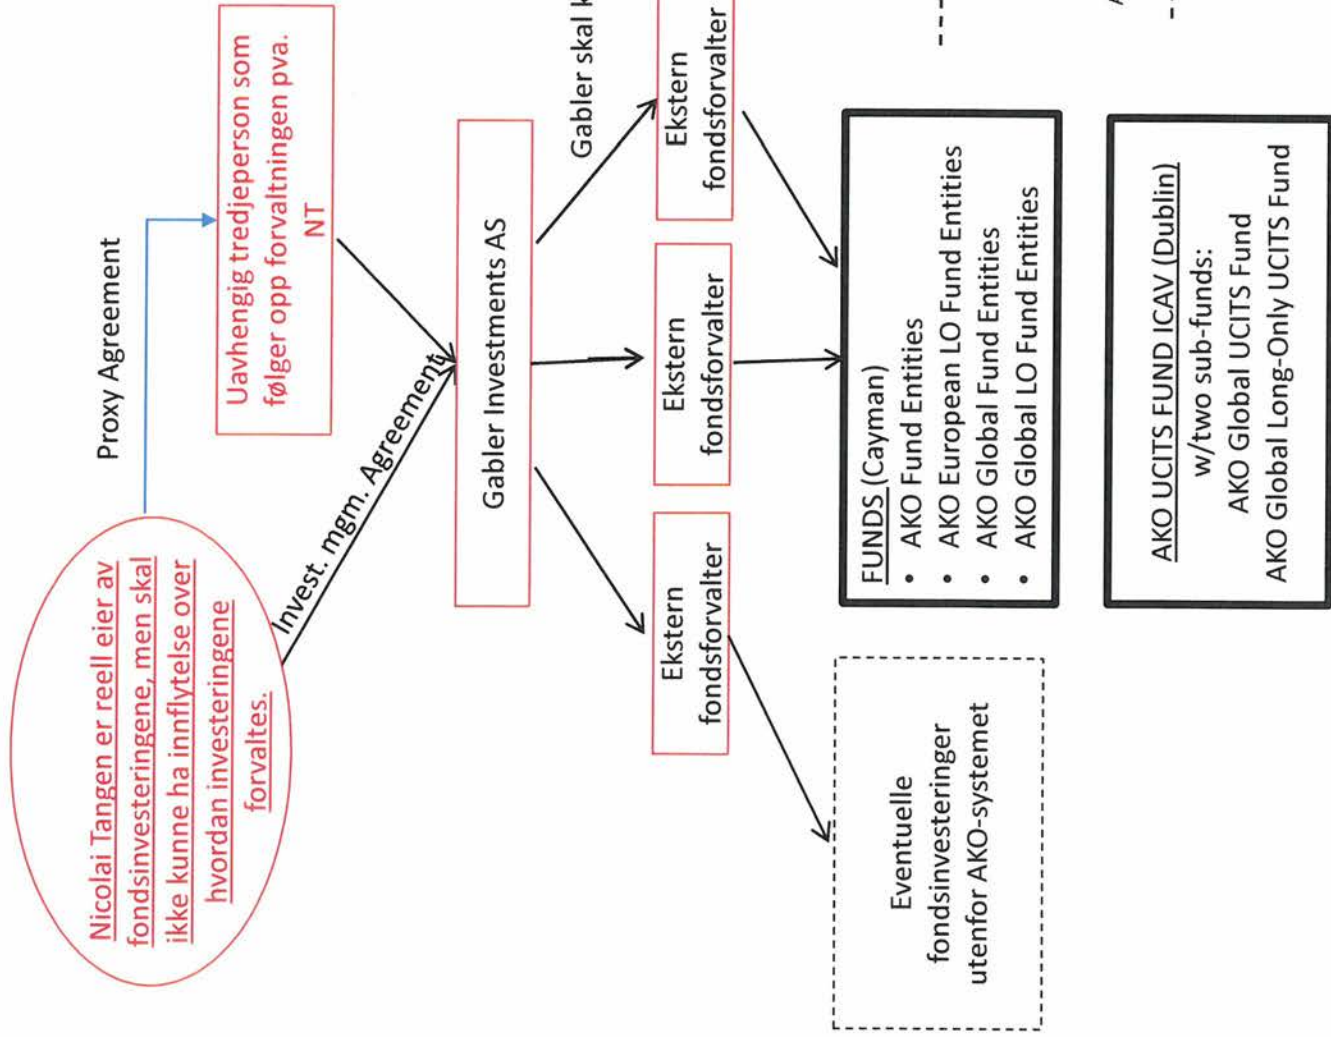 Nicolai Tangen er reell eier av
fondsinvesteringene, men skal
ikke kunne ha innflytelse over
hvordan investeringene
forvaltes.
Proxy Agreement
Uavhengig tredjeperson som
følger opp forvaltningen pva.
NT
Invest. mgm. Agreement
Gabler Investments AS
Gabler skal k
Ekstern
fondsforvalter
Ekstern
fondsforvalter
Ekstern
fondsforvalter
Eventuelle
fondsinvesteringer
utenfor AKO-systemet
FUNDS (Cayman)
• AKO Fund Entities
• AKO European LO Fund Entities
• AKO Global Fund Entities
• AKO Global LO Fund Entities
AKO UCITS FUND ICAV (Dublin)
w/two sub-funds:
AKO Global UCITS Fund
AKO Global Long-Only UCITS Fund
A